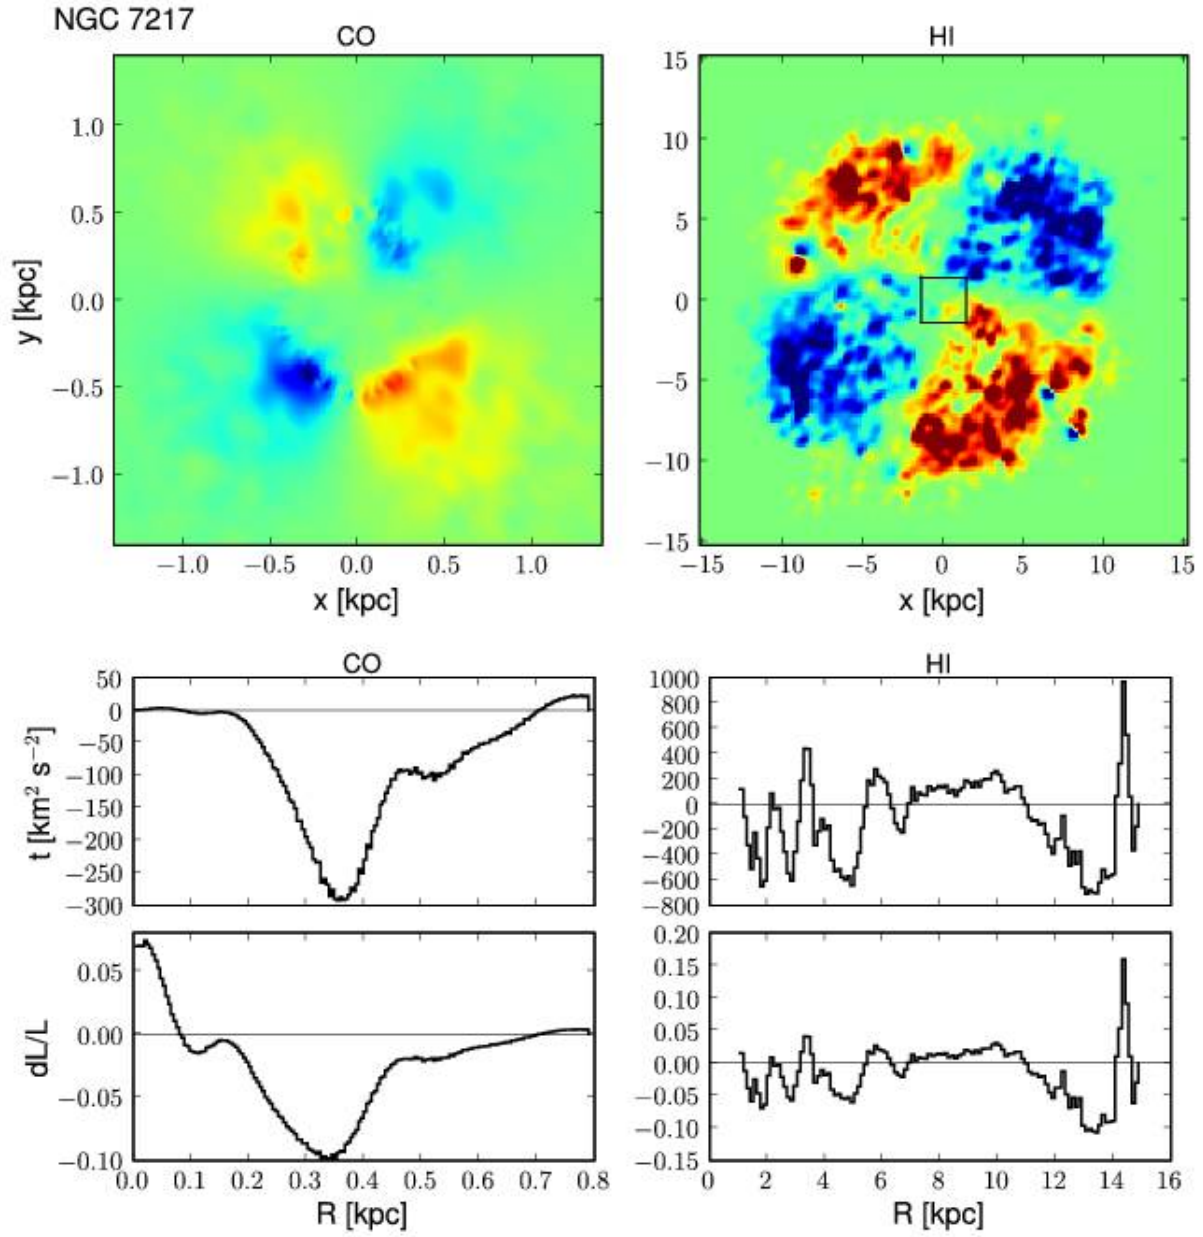 NGC 7217
CO
HI
y [kpc]
1.0
0.5
0.0
−0.5
−1.0
−1.0 −0.5 0.0 0.5 1.0
x [kpc]
15
10
5
0
−5
−10
−15
−15 −10 −5 0 5 10 15
x [kpc]
CO
t [km² s⁻²]
50
0
−50
−100
−150
−200
−250
−300
HI
1000
800
600
400
200
0
−200
−400
−600
−800
dL/L
0.05
0.00
−0.05
−0.10
0.0 0.1 0.2 0.3 0.4 0.5 0.6 0.7 0.8
R [kpc]
0.20
0.15
0.10
0.05
0.00
−0.05
−0.10
−0.15
0 2 4 6 8 10 12 14 16
R [kpc]